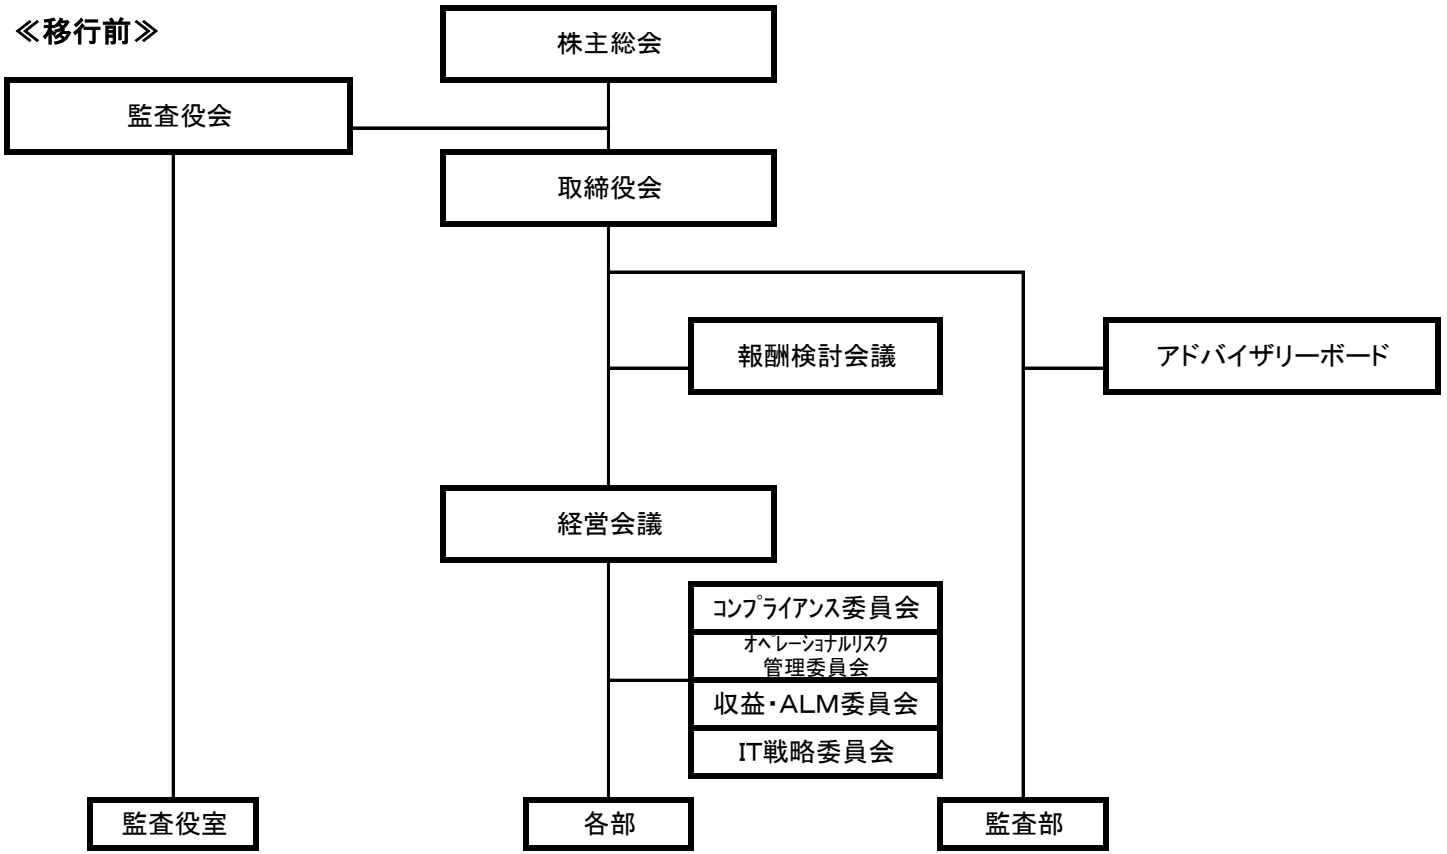 ≪移行前≫
株主総会
監査役会
取締役会
報酬検討会議
アドバイザリーボード
経営会議
コンプライアンス委員会
オペレーショナルリスク
管理委員会
収益・ALM委員会
IT戦略委員会
監査役室
各部
監査部